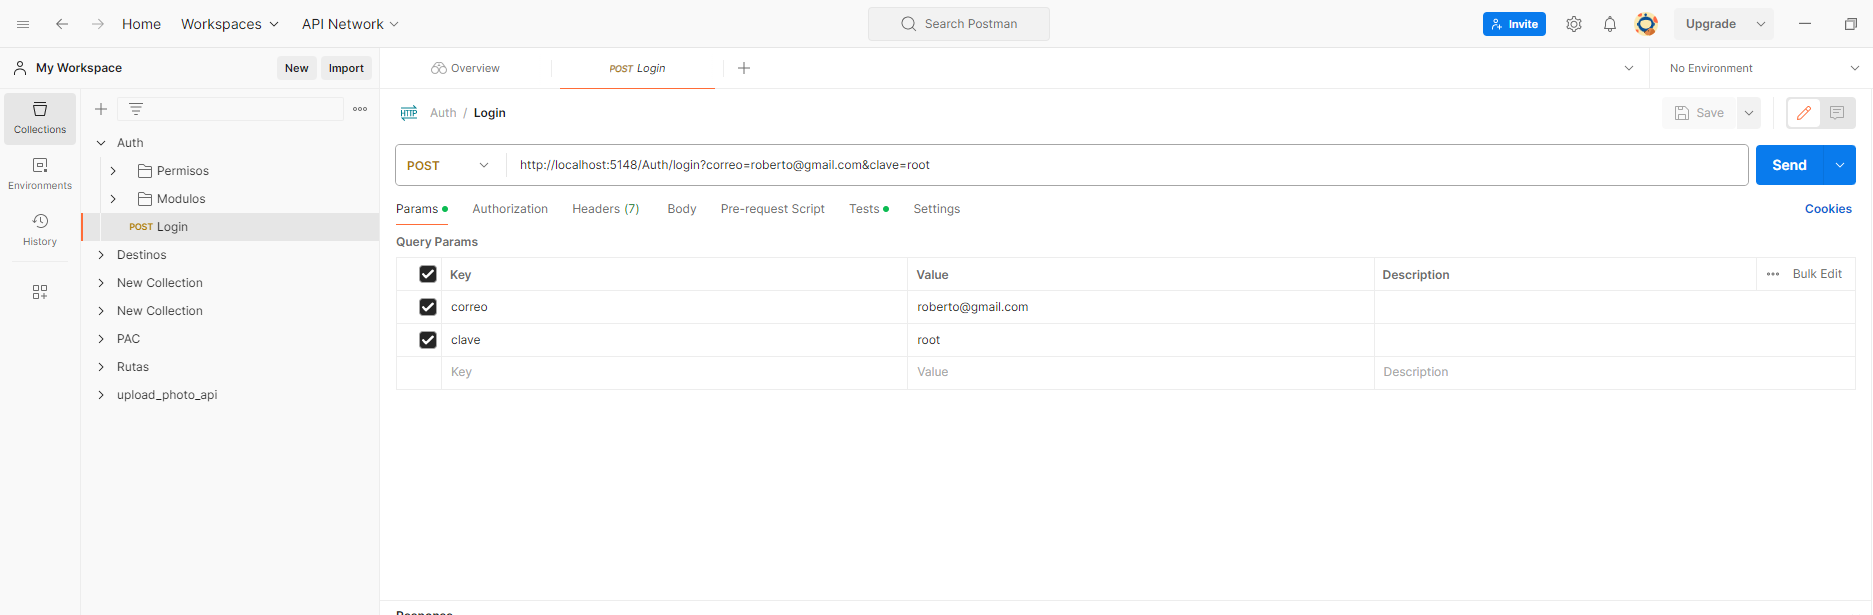 Home Workspaces API Network Search Postman Invite Upgrade
My Workspace New Import Overview POST Login No Environment
Collections
Environments
History
Auth
Permisos
Modulos
POST Login
Destinos
New Collection
New Collection
PAC
Rutas
upload_photo_api
HTTP Auth / Login Save
POST http://localhost:5148/Auth/login?correo=roberto@gmail.com&clave=root Send
Params Authorization Headers (7) Body Pre-request Script Tests Settings Cookies
Query Params
Key Value Description Bulk Edit
correo roberto@gmail.com
clave root
Key Value Description
Response